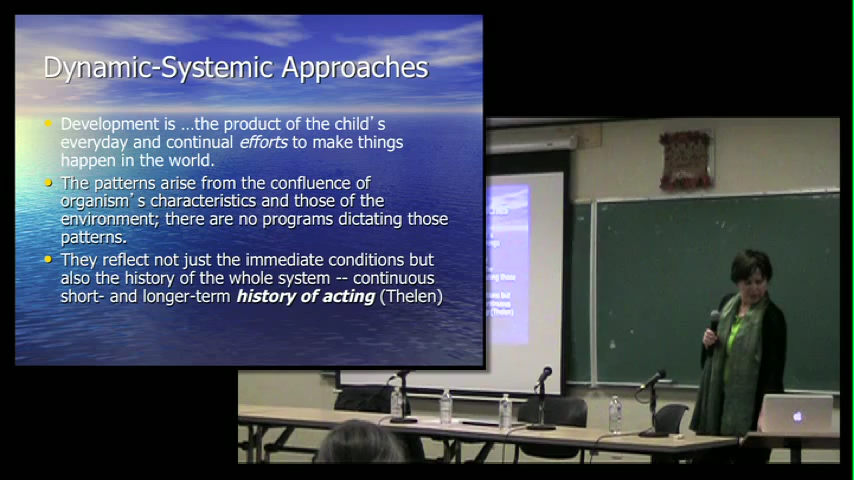 Dynamic-Systemic Approaches
Development is ...the product of the child's
everyday and continual efforts to make things
happen in the world.
The patterns arise from the confluence of
organism's characteristics and those of the
environment; there are no programs dictating those
patterns.
They reflect not just the immediate conditions but
also the history of the whole system -- continuous
short- and longer-term history of acting (Thelen)